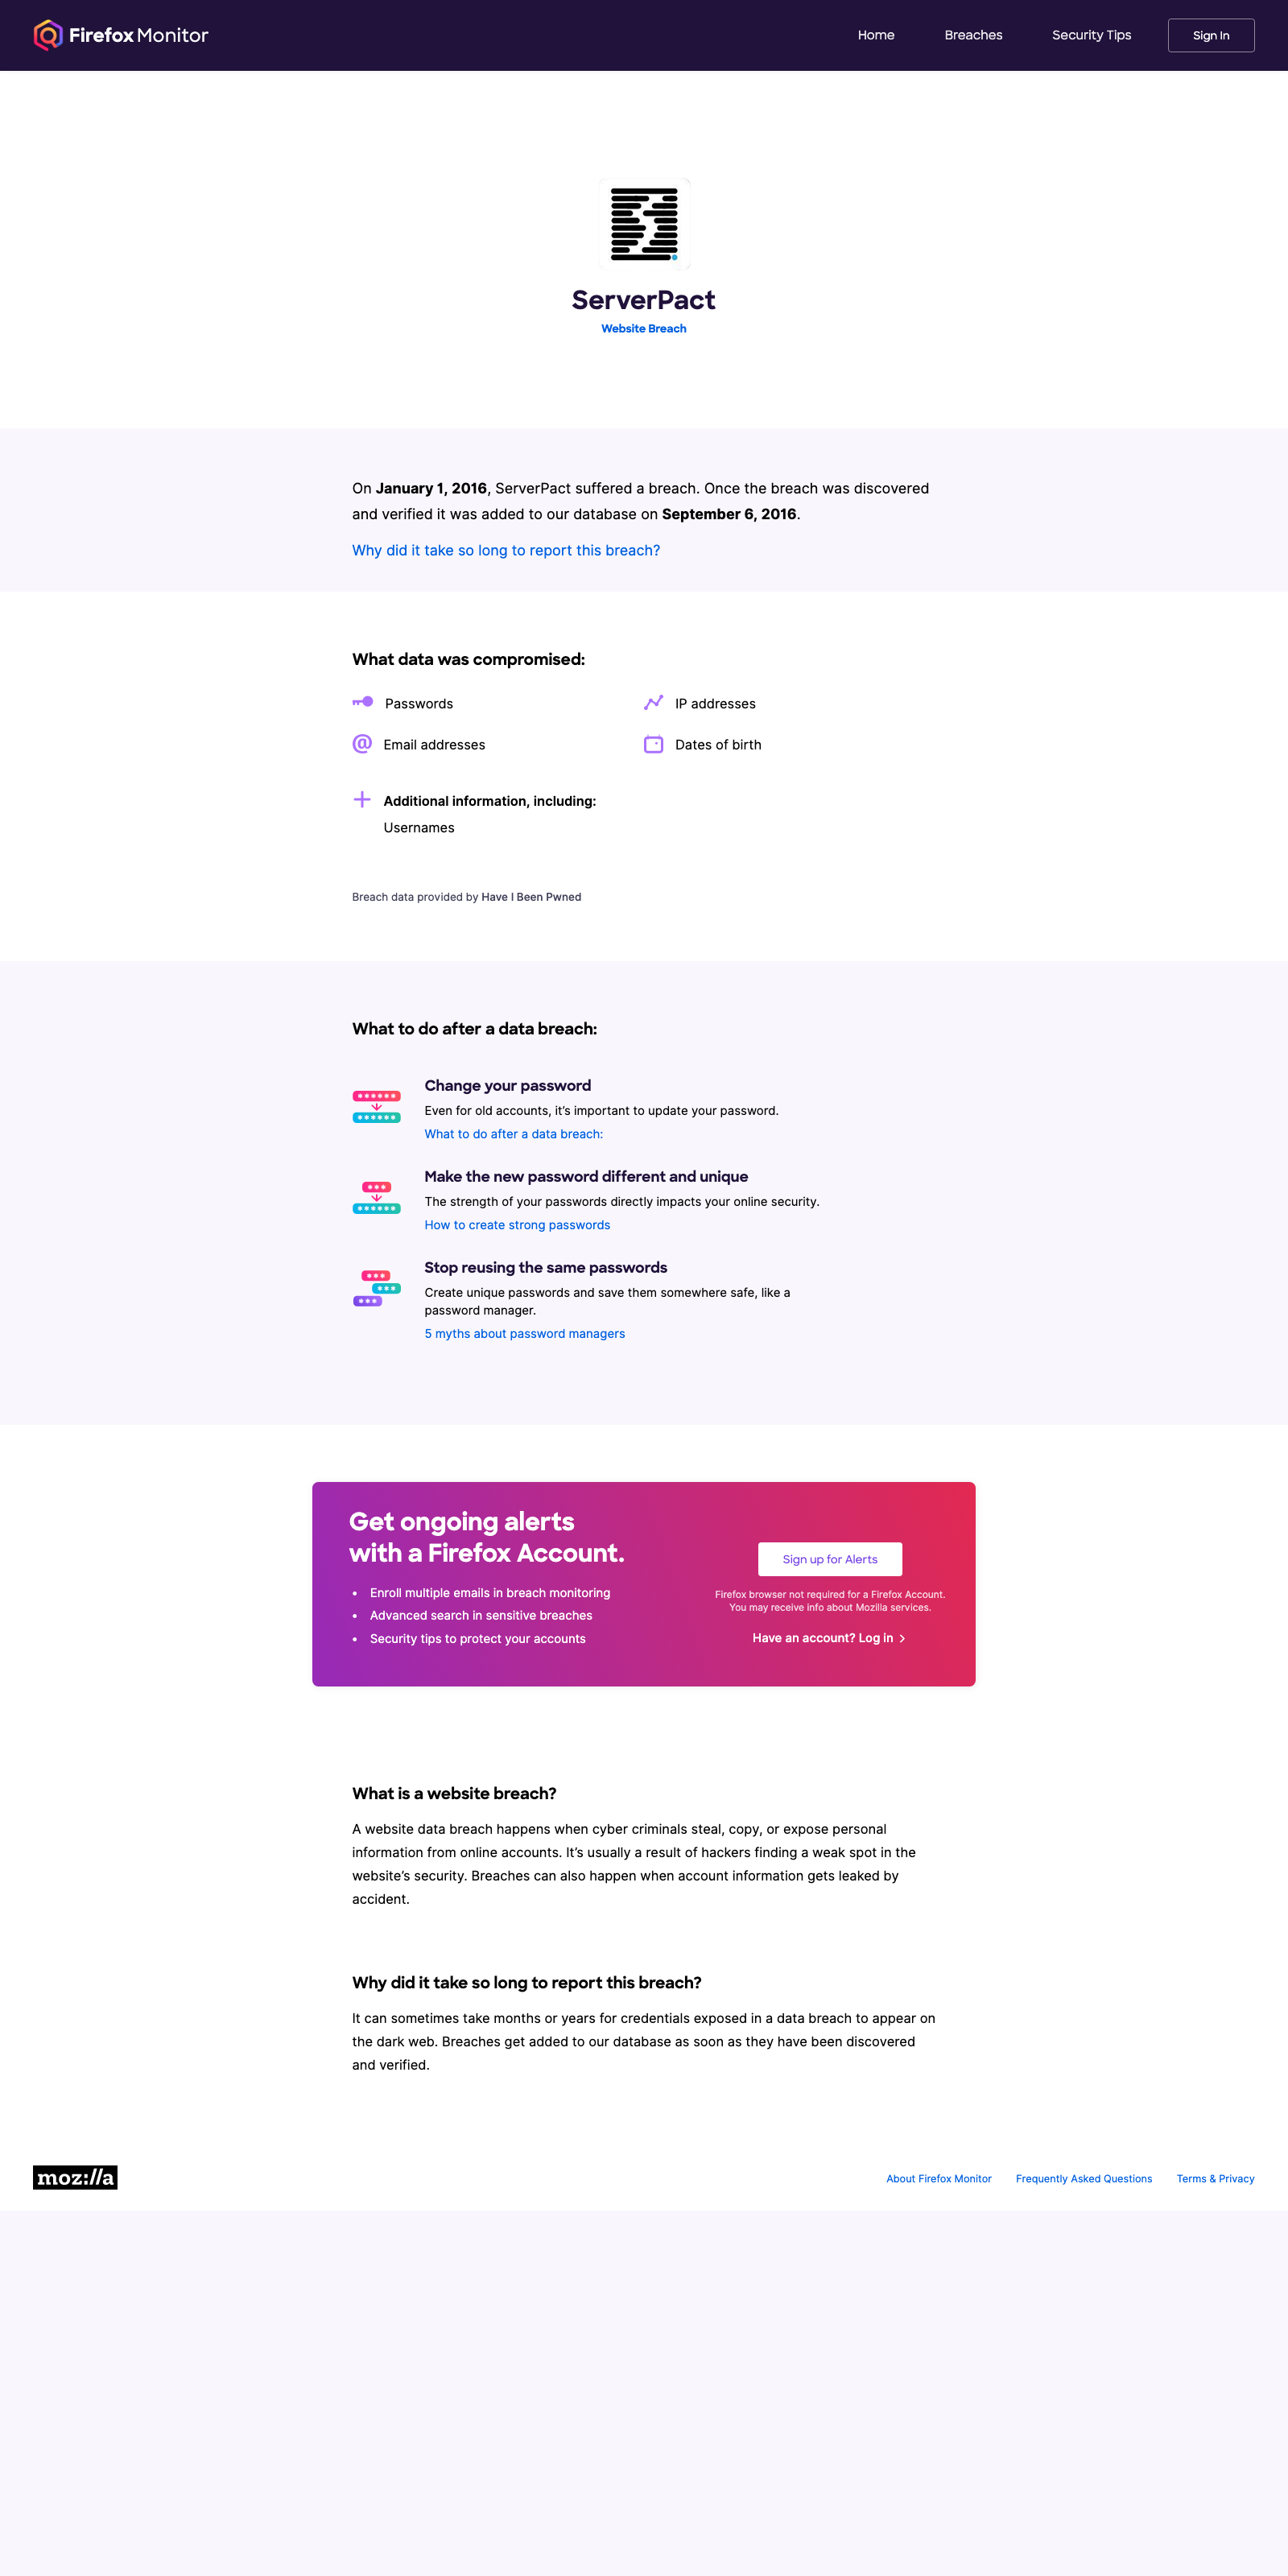 Firefox Monitor
Home
Breaches
Security Tips
Sign In
ServerPact
Website Breach
On January 1, 2016, ServerPact suffered a breach. Once the breach was discovered
and verified it was added to our database on September 6, 2016.
Why did it take so long to report this breach?
What data was compromised:
Passwords
IP addresses
Email addresses
Dates of birth
Additional information, including:
Usernames
Breach data provided by Have I Been Pwned
What to do after a data breach:
Change your password
Even for old accounts, it’s important to update your password.
What to do after a data breach:
Make the new password different and unique
The strength of your passwords directly impacts your online security.
How to create strong passwords
Stop reusing the same passwords
Create unique passwords and save them somewhere safe, like a
password manager.
5 myths about password managers
Get ongoing alerts
with a Firefox Account.
• Enroll multiple emails in breach monitoring
• Advanced search in sensitive breaches
• Security tips to protect your accounts
Sign up for Alerts
Firefox browser not required for a Firefox Account.
You may receive info about Mozilla services.
Have an account? Log in
What is a website breach?
A website data breach happens when cyber criminals steal, copy, or expose personal
information from online accounts. It’s usually a result of hackers finding a weak spot in the
website’s security. Breaches can also happen when account information gets leaked by
accident.
Why did it take so long to report this breach?
It can sometimes take months or years for credentials exposed in a data breach to appear on
the dark web. Breaches get added to our database as soon as they have been discovered
and verified.
moz://a
About Firefox Monitor
Frequently Asked Questions
Terms & Privacy